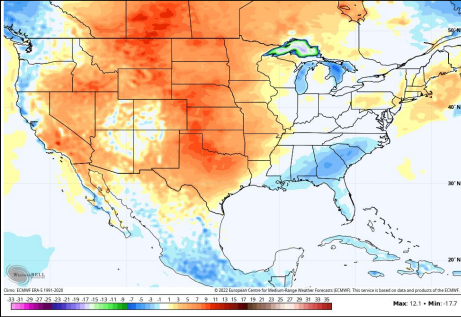 50°N
40°N
30°N
20°N
WeatherBELL
Climo: ECMWF ERA-5 1991-2020
© 2022 European Centre for Medium-Range Weather Forecasts (ECMWF). This service is based on data and products of the ECMWF.
-33 -31 -29 -27 -25 -23 -21 -19 -17 -15 -13 -11 -9 -7 -5 -3 -1 1 3 5 7 9 11 13 15 17 19 21 23 25 27 29 31 33 35
Max: 12.1 • Min: -17.7